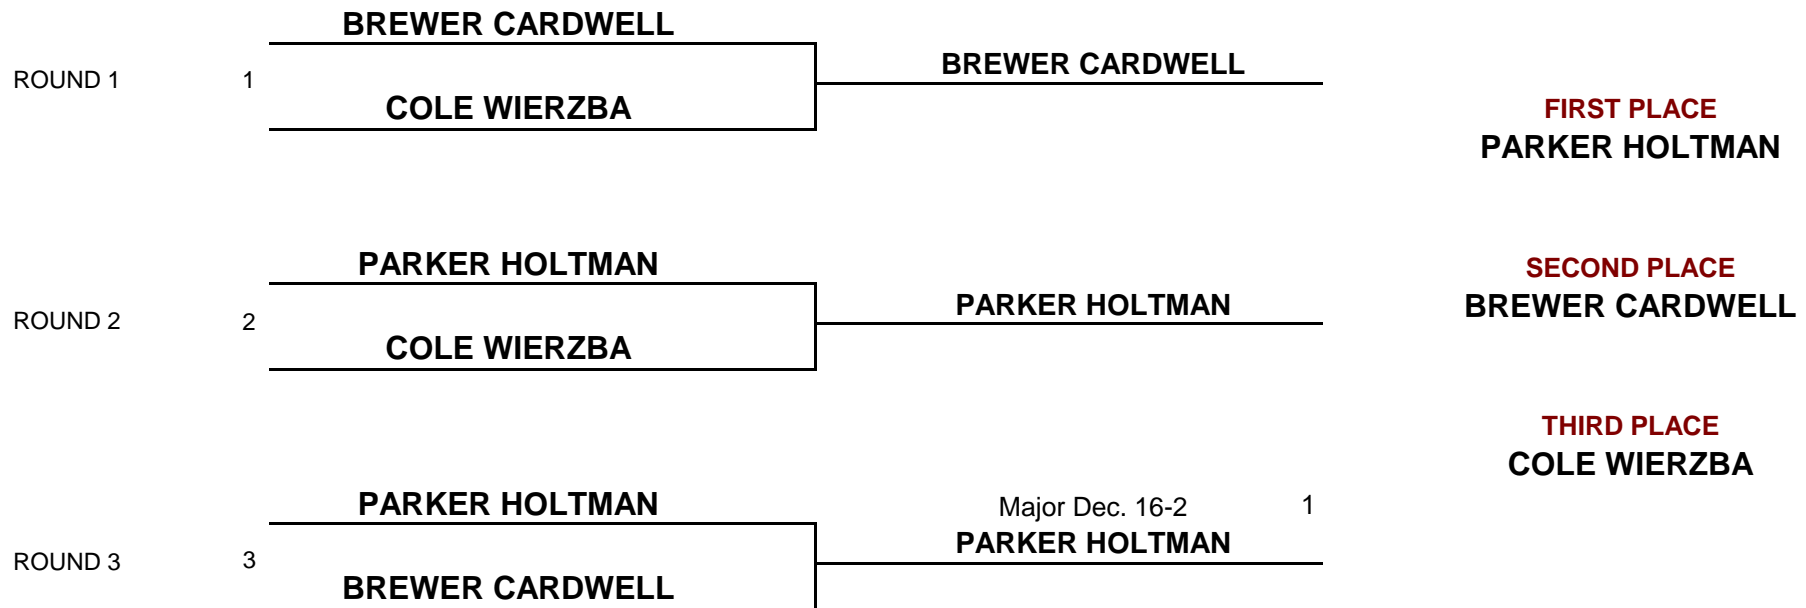 BREWER CARDWELL
ROUND 1 1 BREWER CARDWELL
COLE WIERZBA
FIRST PLACE
PARKER HOLTMAN
PARKER HOLTMAN
ROUND 2 2 PARKER HOLTMAN
COLE WIERZBA
SECOND PLACE
BREWER CARDWELL
THIRD PLACE
COLE WIERZBA
PARKER HOLTMAN
Major Dec. 16-2 1
ROUND 3 3 PARKER HOLTMAN
BREWER CARDWELL